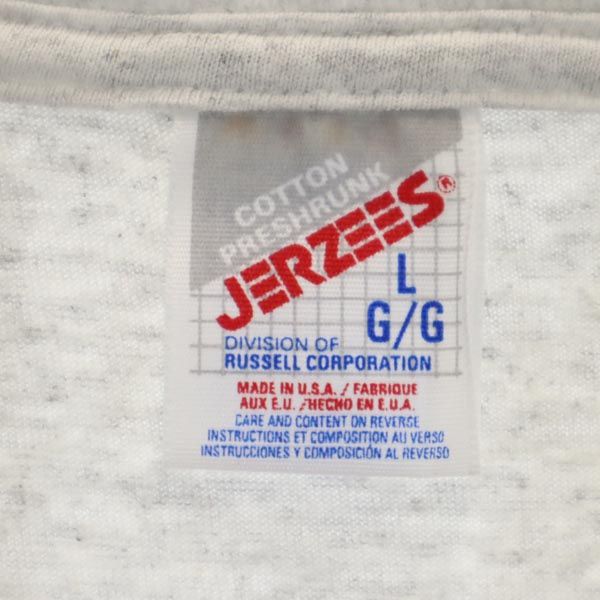 COTTON
PRESHRUNK
JERZEES®
L
G/G
DIVISION OF
RUSSELL CORPORATION
MADE IN U.S.A. / FABRIQUE
AUX E.U. /HECHO EN E.U.A.
CARE AND CONTENT ON REVERSE
INSTRUCTIONS ET COMPOSITION AU VERSO
INSTRUCCIONES Y COMPOSICIÓN AL REVERSO